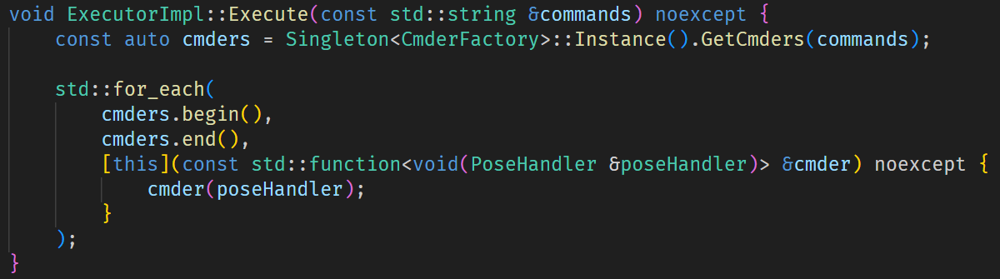 void ExecutorImpl::Execute(const std::string &commands) noexcept {
    const auto cmders = Singleton<CmderFactory>::Instance().GetCmders(commands);
    std::for_each(
        cmders.begin(),
        cmders.end(),
        [this](const std::function<void(PoseHandler &poseHandler)> &cmder) noexcept {
            cmder(poseHandler);
        }
    );
}